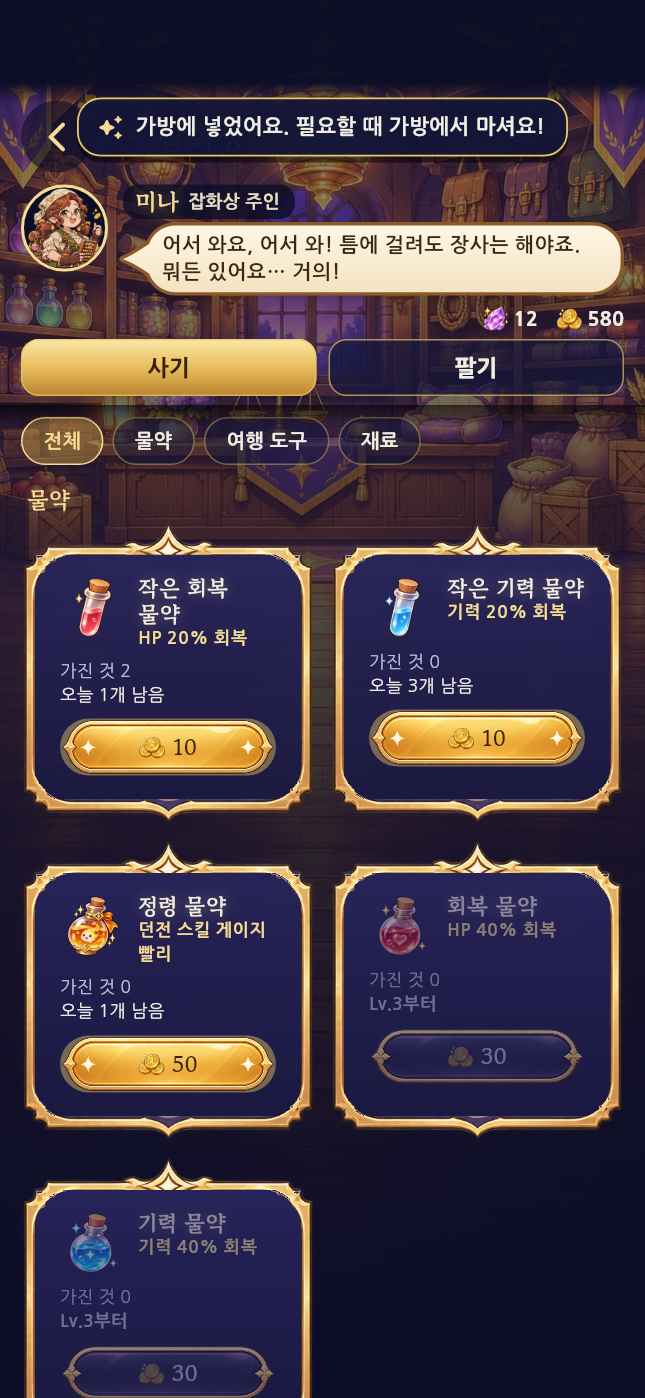 가방에 넣었어요. 필요할 때 가방에서 마셔요!
미나 잡화상 주인
어서 와요, 어서 와! 틈에 걸려도 장사는 해야죠.
뭐든 있어요… 거의!
12 580
사기 팔기
전체 물약 여행 도구 재료
물약
작은 회복
물약
HP 20% 회복
가진 것 2
오늘 1개 남음
10
작은 기력 물약
기력 20% 회복
가진 것 0
오늘 3개 남음
10
정령 물약
던전 스킬 게이지
빨리
가진 것 0
오늘 1개 남음
50
회복 물약
HP 40% 회복
가진 것 0
Lv.3부터
30
기력 물약
기력 40% 회복
가진 것 0
Lv.3부터
30